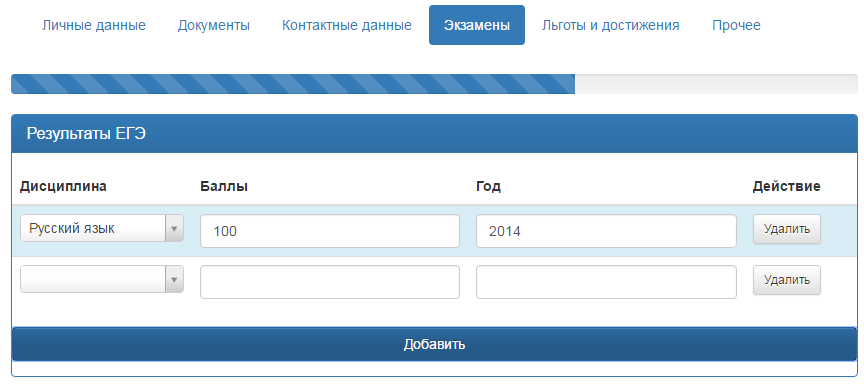 Личные данные Документы Контактные данные Экзамены Льготы и достижения Прочее
Результаты ЕГЭ
Дисциплина Баллы Год Действие
Русский язык 100 2014 Удалить
Удалить
Добавить